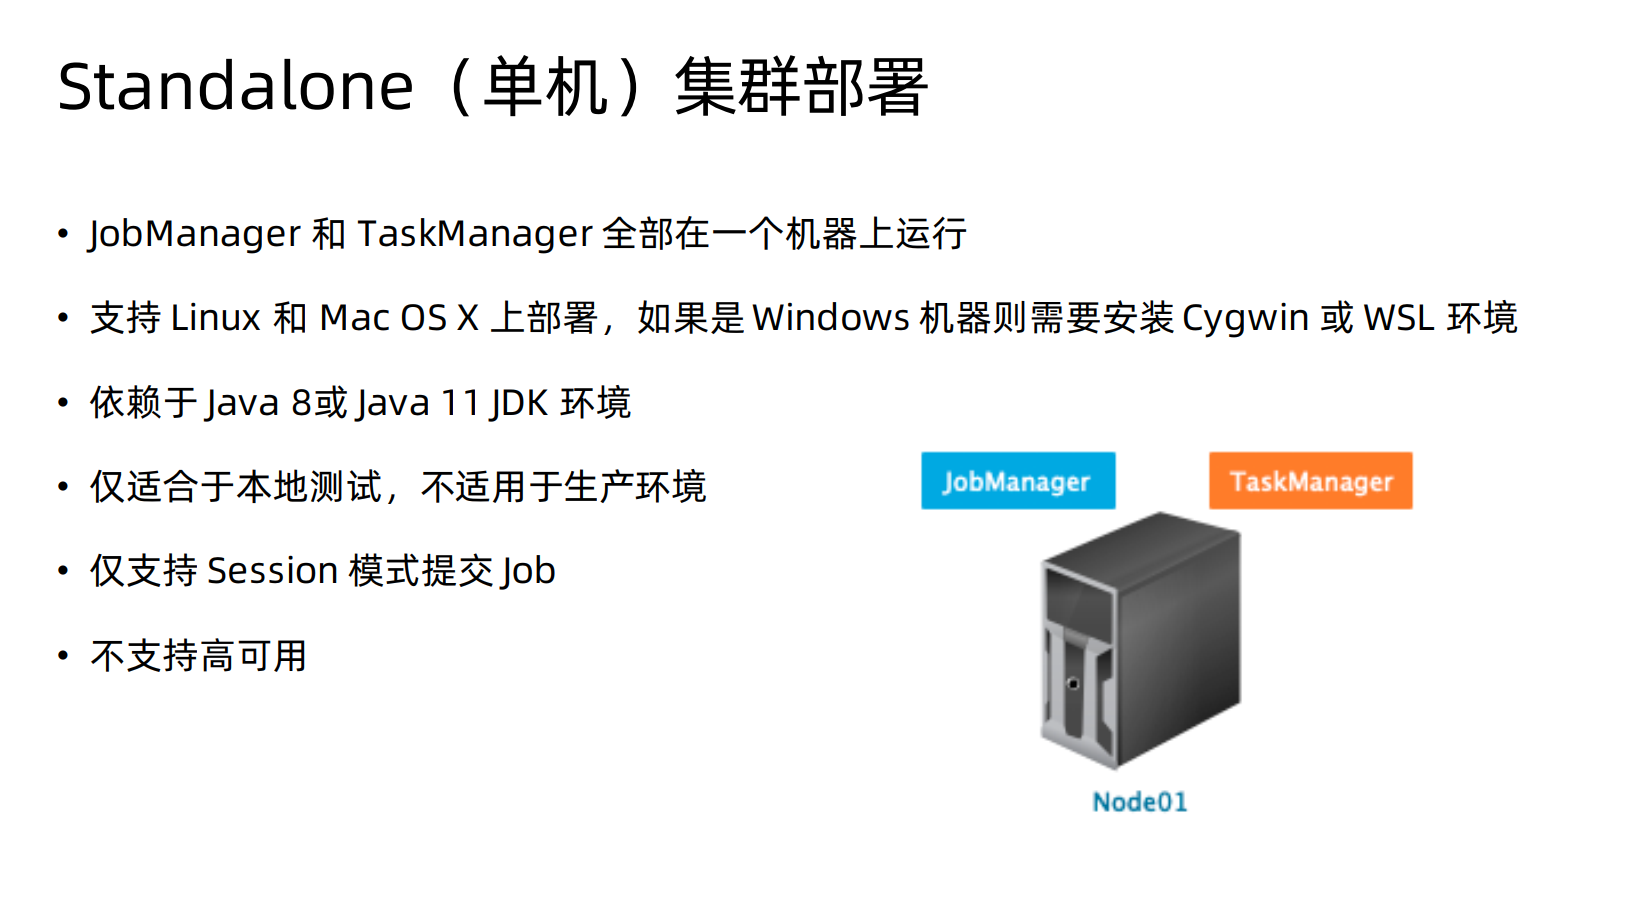 Standalone（单机）集群部署
• JobManager 和 TaskManager 全部在一个机器上运行
• 支持 Linux 和 Mac OS X 上部署，如果是 Windows 机器则需要安装 Cygwin 或 WSL 环境
• 依赖于 Java 8或 Java 11 JDK 环境
• 仅适合于本地测试，不适用于生产环境
• 仅支持 Session 模式提交 Job
• 不支持高可用
JobManager
TaskManager
Node01